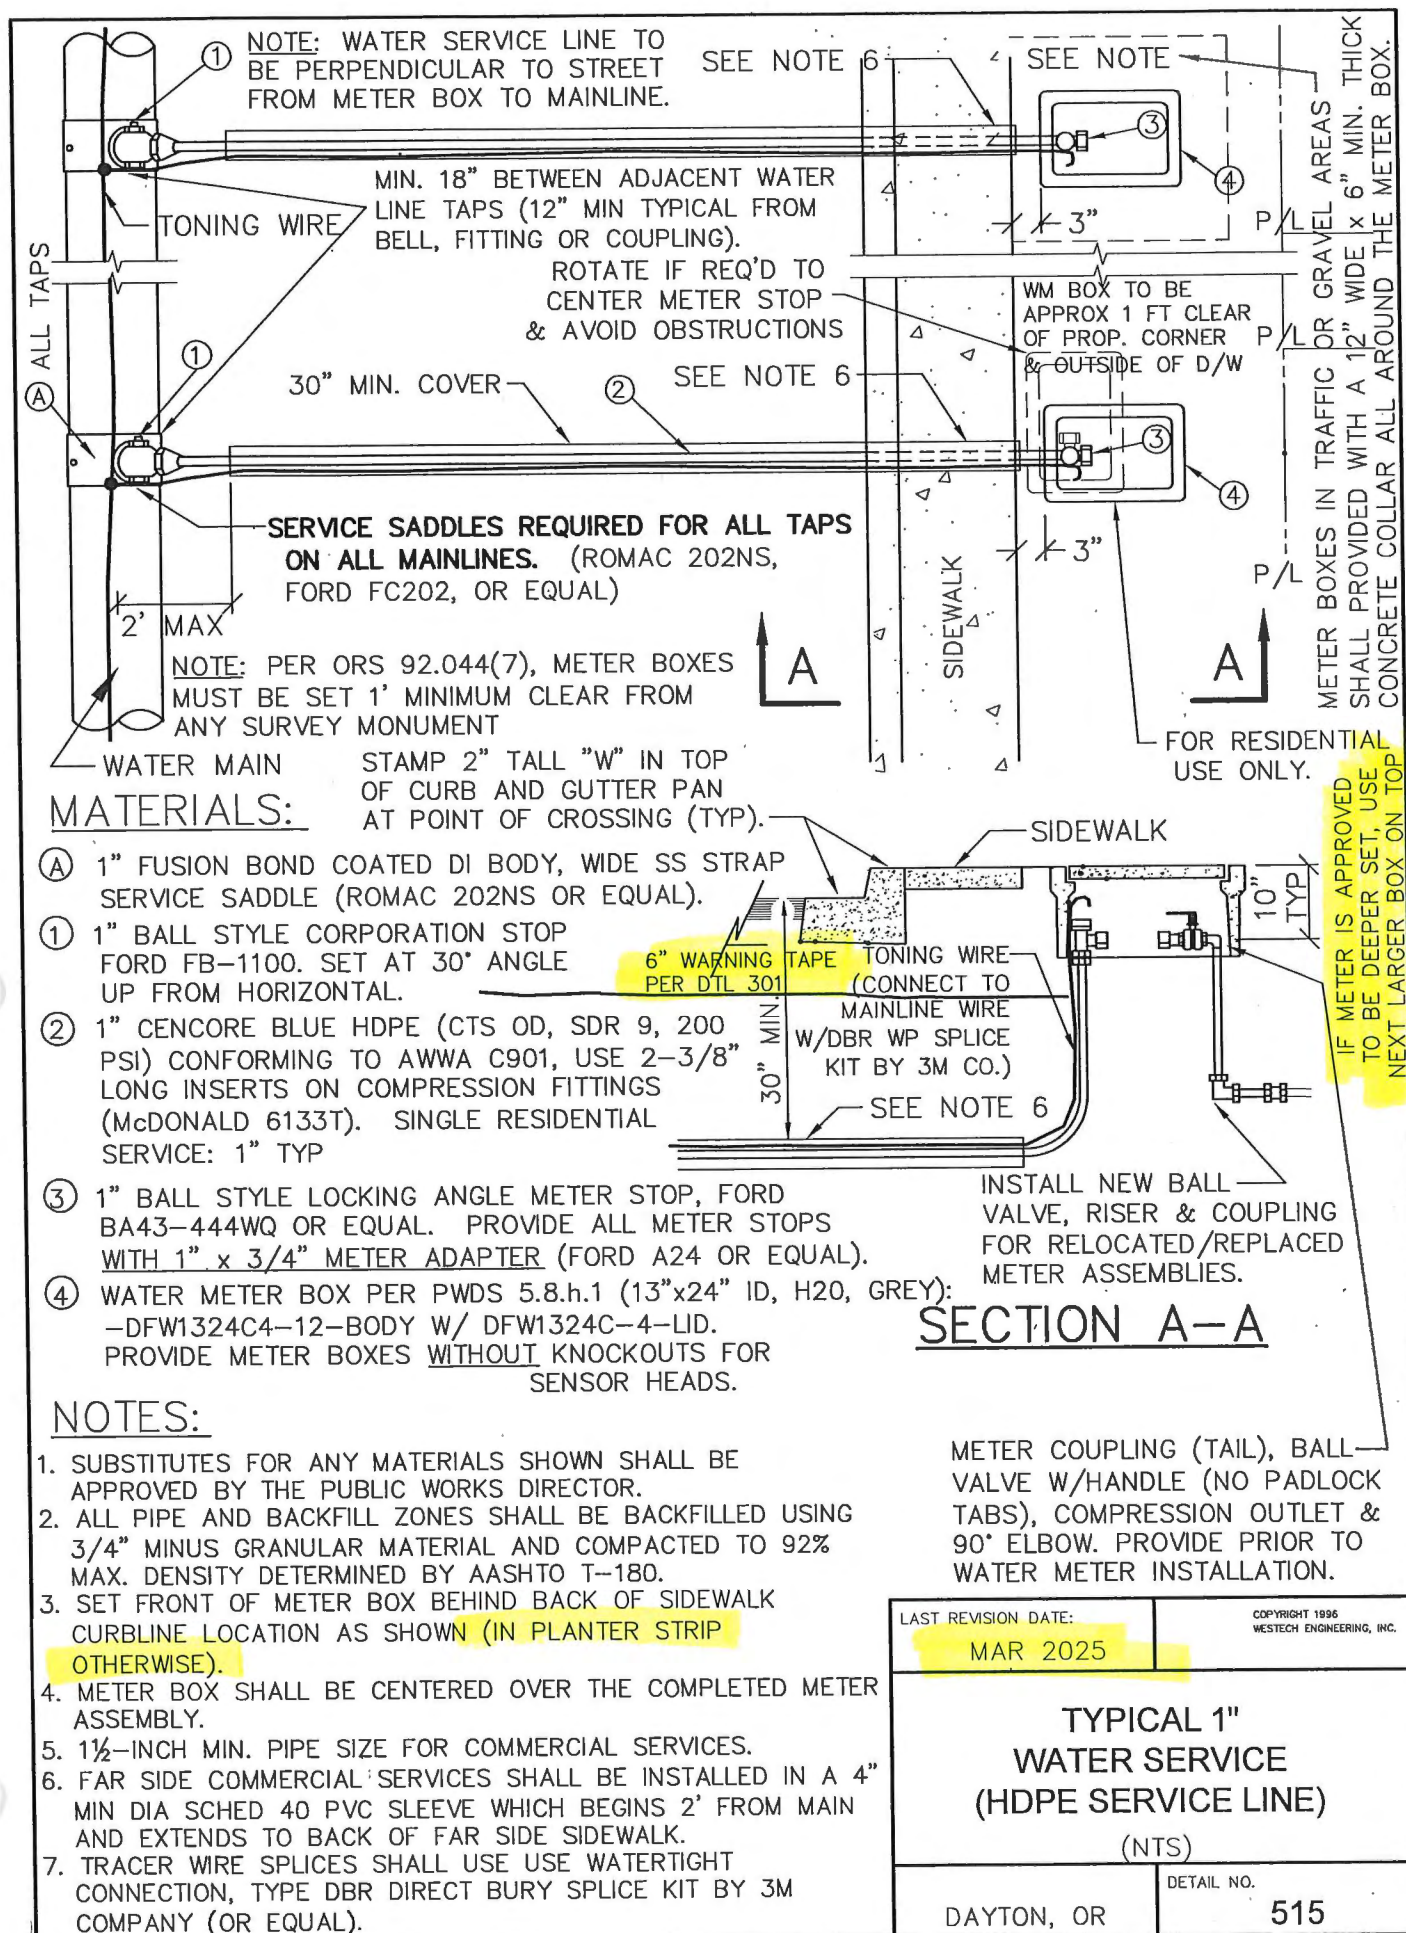 NOTE: WATER SERVICE LINE TO
BE PERPENDICULAR TO STREET
FROM METER BOX TO MAINLINE.
1
SEE NOTE 6
SEE NOTE
3
4
MIN. 18" BETWEEN ADJACENT WATER
LINE TAPS (12" MIN TYPICAL FROM
BELL, FITTING OR COUPLING).
TONING WIRE
3"
P/L
METER BOXES IN TRAFFIC OR GRAVEL AREAS
SHALL PROVIDED WITH A 12" WIDE x 6" MIN. THICK
CONCRETE COLLAR ALL AROUND THE METER BOX.
ALL TAPS
A
ROTATE IF REQ'D TO
CENTER METER STOP
& AVOID OBSTRUCTIONS
WM BOX TO BE
APPROX 1 FT CLEAR
OF PROP. CORNER
& OUTSIDE OF D/W
P/L
1
30" MIN. COVER
2
SEE NOTE 6
3
4
SERVICE SADDLES REQUIRED FOR ALL TAPS
ON ALL MAINLINES. (ROMAC 202NS,
FORD FC202, OR EQUAL)
3"
P/L
2' MAX
SIDEWALK
A
A
NOTE: PER ORS 92.044(7), METER BOXES
MUST BE SET 1' MINIMUM CLEAR FROM
ANY SURVEY MONUMENT
WATER MAIN
FOR RESIDENTIAL
USE ONLY.
STAMP 2" TALL "W" IN TOP
OF CURB AND GUTTER PAN
AT POINT OF CROSSING (TYP).
SIDEWALK
10"
TYP
IF METER IS APPROVED
TO BE DEEPER SET, USE
NEXT LARGER BOX ON TOP
MATERIALS:
A 1" FUSION BOND COATED DI BODY, WIDE SS STRAP
SERVICE SADDLE (ROMAC 202NS OR EQUAL).
1 1" BALL STYLE CORPORATION STOP
FORD FB-1100. SET AT 30° ANGLE
UP FROM HORIZONTAL.
2 1" CENCORE BLUE HDPE (CTS OD, SDR 9, 200
PSI) CONFORMING TO AWWA C901, USE 2-3/8"
LONG INSERTS ON COMPRESSION FITTINGS
(McDONALD 6133T). SINGLE RESIDENTIAL
SERVICE: 1" TYP
3 1" BALL STYLE LOCKING ANGLE METER STOP, FORD
BA43-444WQ OR EQUAL. PROVIDE ALL METER STOPS
WITH 1" x 3/4" METER ADAPTER (FORD A24 OR EQUAL).
4 WATER METER BOX PER PWDS 5.8.h.1 (13"x24" ID, H20, GREY):
-DFW1324C4-12-BODY W/ DFW1324C-4-LID.
PROVIDE METER BOXES WITHOUT KNOCKOUTS FOR
SENSOR HEADS.
6" WARNING TAPE
PER DTL 301
TONING WIRE
(CONNECT TO
MAINLINE WIRE
W/DBR WP SPLICE
KIT BY 3M CO.)
30" MIN.
SEE NOTE 6
INSTALL NEW BALL
VALVE, RISER & COUPLING
FOR RELOCATED/REPLACED
METER ASSEMBLIES.
SECTION A-A
METER COUPLING (TAIL), BALL
VALVE W/HANDLE (NO PADLOCK
TABS), COMPRESSION OUTLET &
90° ELBOW. PROVIDE PRIOR TO
WATER METER INSTALLATION.
NOTES:
1. SUBSTITUTES FOR ANY MATERIALS SHOWN SHALL BE
APPROVED BY THE PUBLIC WORKS DIRECTOR.
2. ALL PIPE AND BACKFILL ZONES SHALL BE BACKFILLED USING
3/4" MINUS GRANULAR MATERIAL AND COMPACTED TO 92%
MAX. DENSITY DETERMINED BY AASHTO T-180.
3. SET FRONT OF METER BOX BEHIND BACK OF SIDEWALK
CURBLINE LOCATION AS SHOWN (IN PLANTER STRIP
OTHERWISE).
4. METER BOX SHALL BE CENTERED OVER THE COMPLETED METER
ASSEMBLY.
5. 1½-INCH MIN. PIPE SIZE FOR COMMERCIAL SERVICES.
6. FAR SIDE COMMERCIAL SERVICES SHALL BE INSTALLED IN A 4"
MIN DIA SCHED 40 PVC SLEEVE WHICH BEGINS 2' FROM MAIN
AND EXTENDS TO BACK OF FAR SIDE SIDEWALK.
7. TRACER WIRE SPLICES SHALL USE USE WATERTIGHT
CONNECTION, TYPE DBR DIRECT BURY SPLICE KIT BY 3M
COMPANY (OR EQUAL).
LAST REVISION DATE:
MAR 2025
COPYRIGHT 1996
WESTECH ENGINEERING, INC.
TYPICAL 1"
WATER SERVICE
(HDPE SERVICE LINE)
(NTS)
DAYTON, OR
DETAIL NO.
515